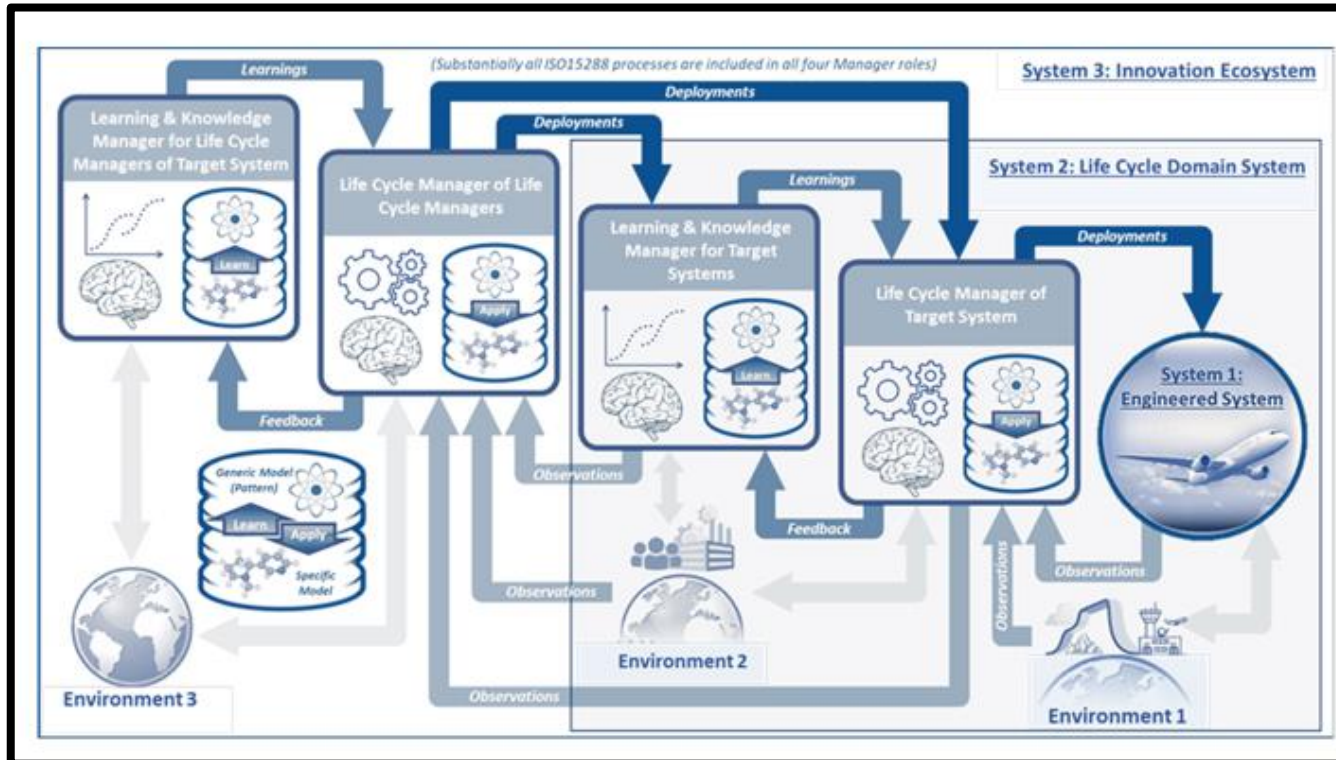 Learnings
(Substantially all ISO15288 processes are included in all four Manager roles)
System 3: Innovation Ecosystem
Deployments
Learning & Knowledge
Manager for Life Cycle
Managers of Target System
Learn
Life Cycle Manager of Life
Cycle Managers
Apply
Deployments
System 2: Life Cycle Domain System
Learnings
Learning & Knowledge
Manager for Target
Systems
Learn
Deployments
Life Cycle Manager of
Target System
Apply
System 1:
Engineered System
Feedback
Observations
Generic Model
(Pattern)
Learn
Apply
Specific
Model
Feedback
Observations
Observations
Observations
Environment 2
Observations
Environment 3
Environment 1